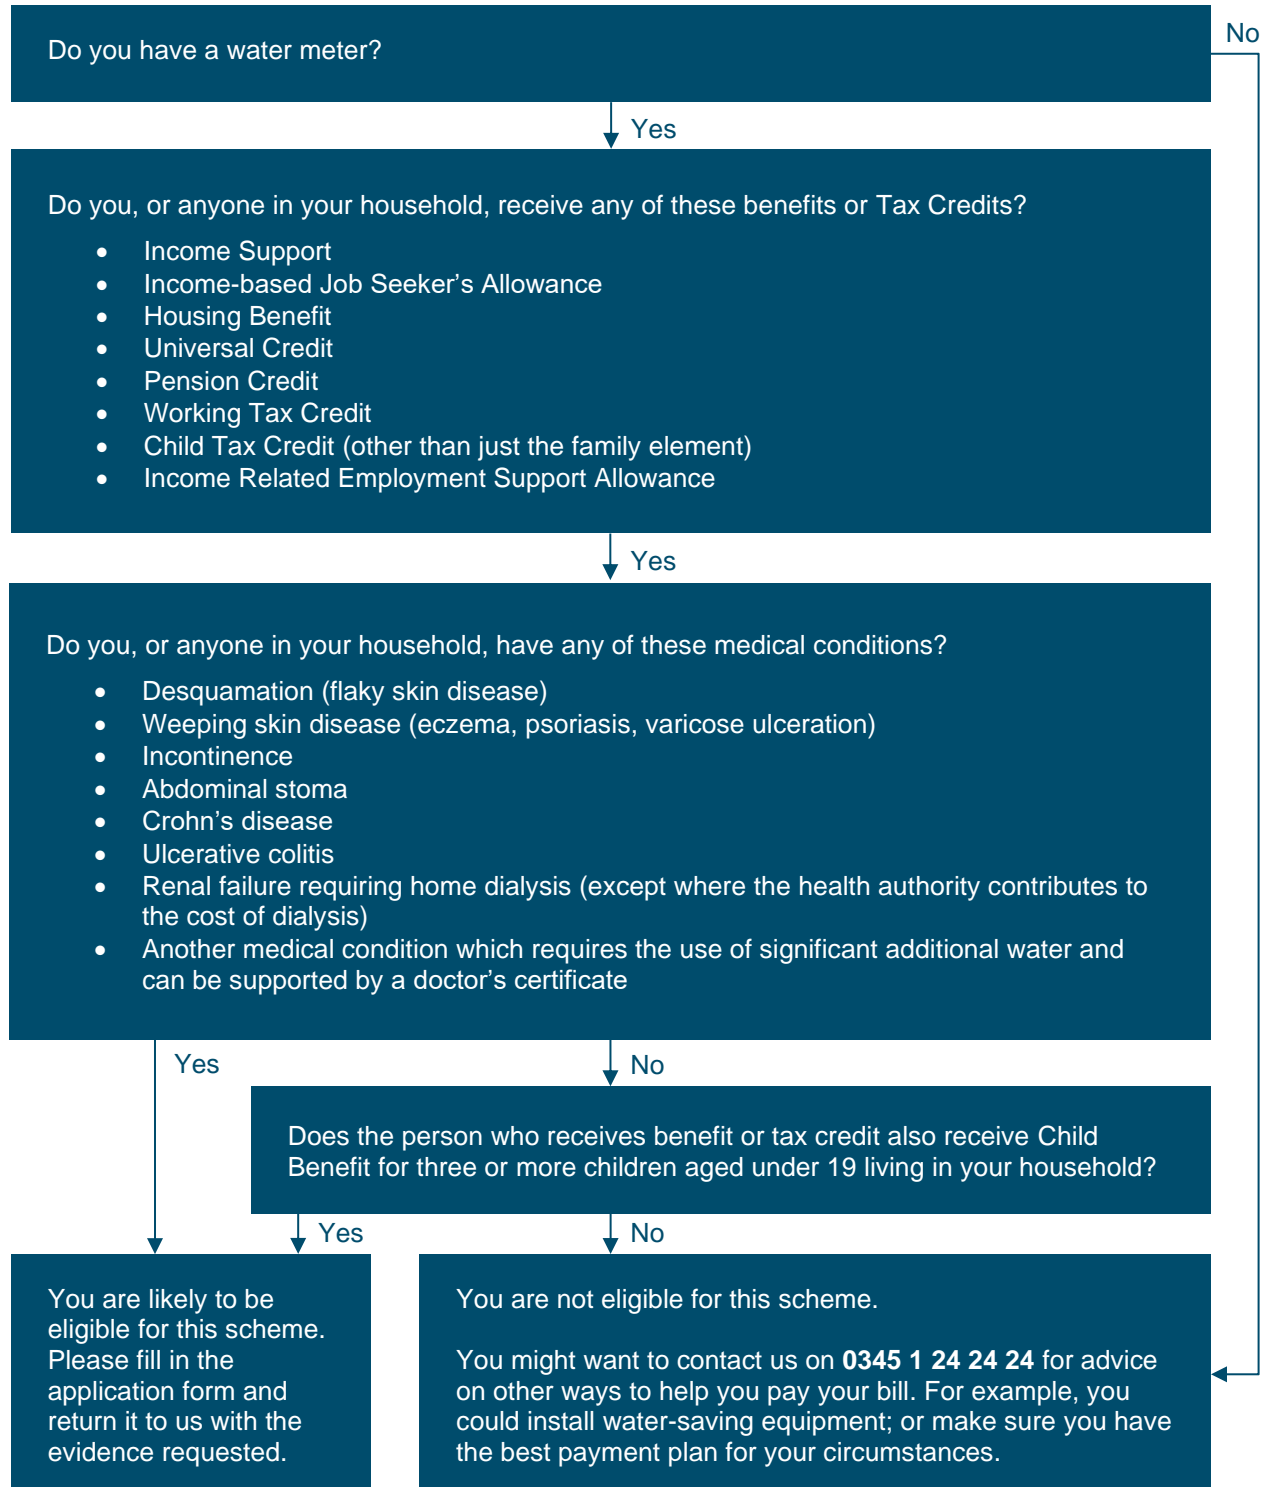 Do you have a water meter?
No
Yes
Do you, or anyone in your household, receive any of these benefits or Tax Credits?
• Income Support
• Income-based Job Seeker’s Allowance
• Housing Benefit
• Universal Credit
• Pension Credit
• Working Tax Credit
• Child Tax Credit (other than just the family element)
• Income Related Employment Support Allowance
Yes
Do you, or anyone in your household, have any of these medical conditions?
• Desquamation (flaky skin disease)
• Weeping skin disease (eczema, psoriasis, varicose ulceration)
• Incontinence
• Abdominal stoma
• Crohn’s disease
• Ulcerative colitis
• Renal failure requiring home dialysis (except where the health authority contributes to
the cost of dialysis)
• Another medical condition which requires the use of significant additional water and
can be supported by a doctor’s certificate
Yes
No
Does the person who receives benefit or tax credit also receive Child
Benefit for three or more children aged under 19 living in your household?
Yes
No
You are likely to be
eligible for this scheme.
Please fill in the
application form and
return it to us with the
evidence requested.
You are not eligible for this scheme.
You might want to contact us on 0345 1 24 24 24 for advice
on other ways to help you pay your bill. For example, you
could install water-saving equipment; or make sure you have
the best payment plan for your circumstances.